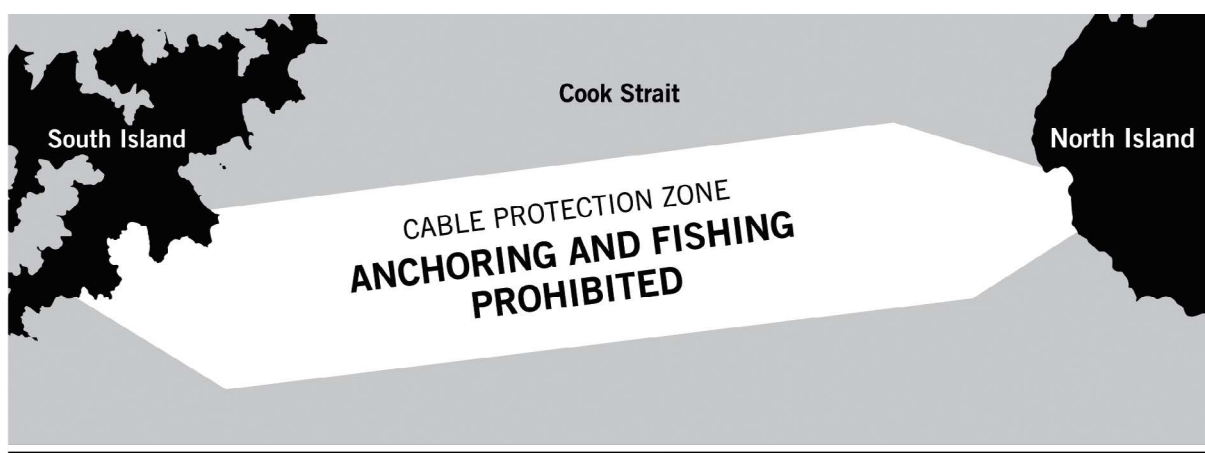 Cook Strait
South Island
North Island
CABLE PROTECTION ZONE
ANCHORING AND FISHING
PROHIBITED